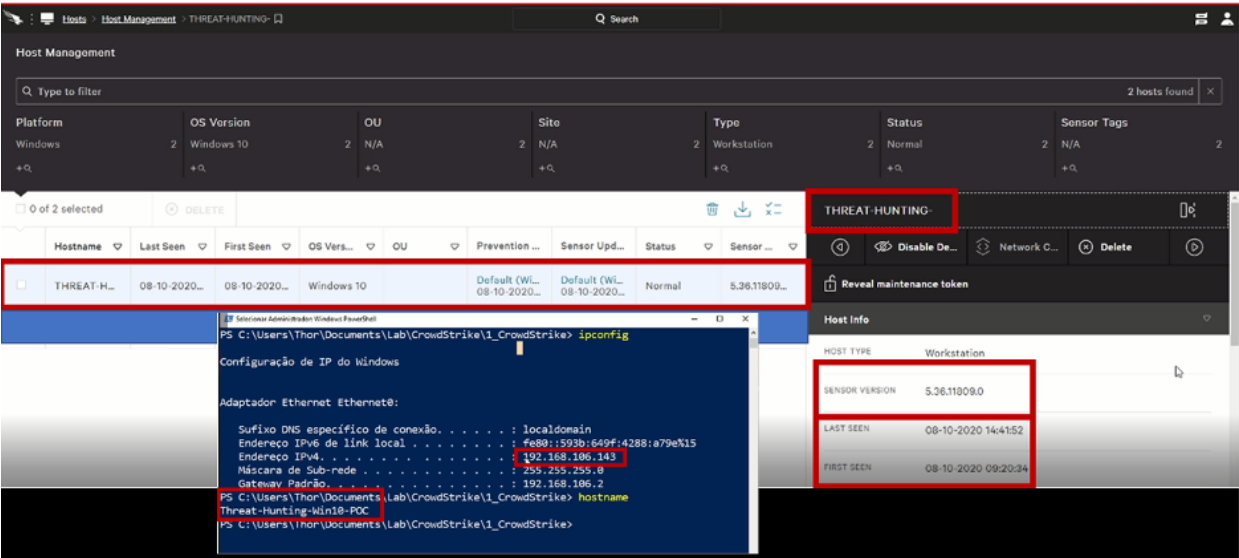 Hosts > Host Management > THREAT-HUNTING-
Search
Host Management
Type to filter
2 hosts found
Platform OS Version OU Site Type Status Sensor Tags
Windows 2 Windows 10 2 N/A 2 N/A 2 Workstation 2 Normal 2 N/A 2
0 of 2 selected DELETE
Hostname Last Seen First Seen OS Vers... OU Prevention ... Sensor Upd... Status Sensor ...
THREAT-H... 08-10-2020... 08-10-2020... Windows 10 Default (Wi... Default (Wi... Normal 5.36.11809...
08-10-2020... 08-10-2020...
THREAT-HUNTING-
Disable De... Network C... Delete
Reveal maintenance token
Host Info
HOST TYPE Workstation
SENSOR VERSION 5.36.11809.0
LAST SEEN 08-10-2020 14:41:52
FIRST SEEN 08-10-2020 09:20:34
Selecionar Administrador: Windows PowerShell
PS C:\Users\Thor\Documents\Lab\CrowdStrike\1_CrowdStrike> ipconfig
Configuração de IP do Windows
Adaptador Ethernet Ethernet0:
Sufixo DNS específico de conexão. . . . . . : localdomain
Endereço IPv6 de link local . . . . . . . . : fe80::593b:649f:4288:a79e%15
Endereço IPv4. . . . . . . . . . . . . . . : 192.168.106.143
Máscara de Sub-rede . . . . . . . . . . . . : 255.255.255.0
Gateway Padrão. . . . . . . . . . . . . . . : 192.168.106.2
PS C:\Users\Thor\Documents\Lab\CrowdStrike\1_CrowdStrike> hostname
Threat-Hunting-Win10-POC
PS C:\Users\Thor\Documents\Lab\CrowdStrike\1_CrowdStrike>